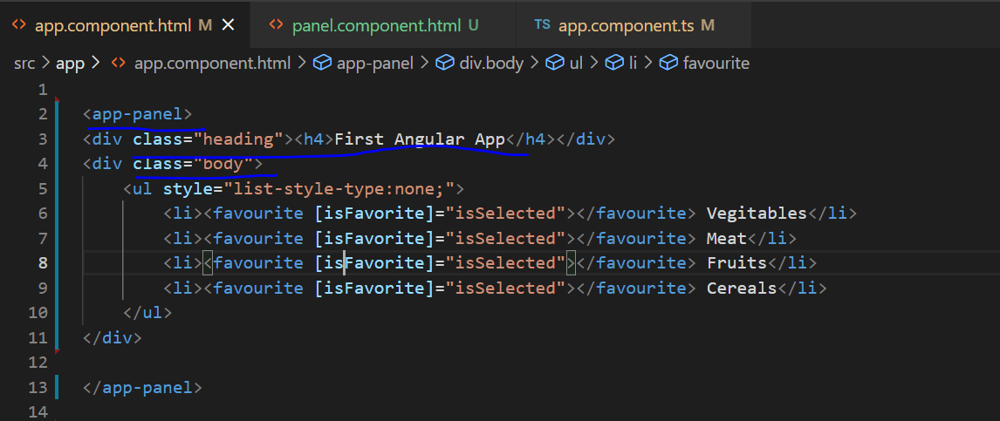 app.component.html M panel.component.html U TS app.component.ts M
src > app > app.component.html > app-panel > div.body > ul > li > favourite
1
2 <app-panel>
3 <div class="heading"><h4>First Angular App</h4></div>
4 <div class="body">
5 <ul style="list-style-type:none;">
6 <li><favourite [isFavorite]="isSelected"></favourite> Vegitables</li>
7 <li><favourite [isFavorite]="isSelected"></favourite> Meat</li>
8 <li><favourite [isFavorite]="isSelected"></favourite> Fruits</li>
9 <li><favourite [isFavorite]="isSelected"></favourite> Cereals</li>
10 </ul>
11 </div>
12
13 </app-panel>
14